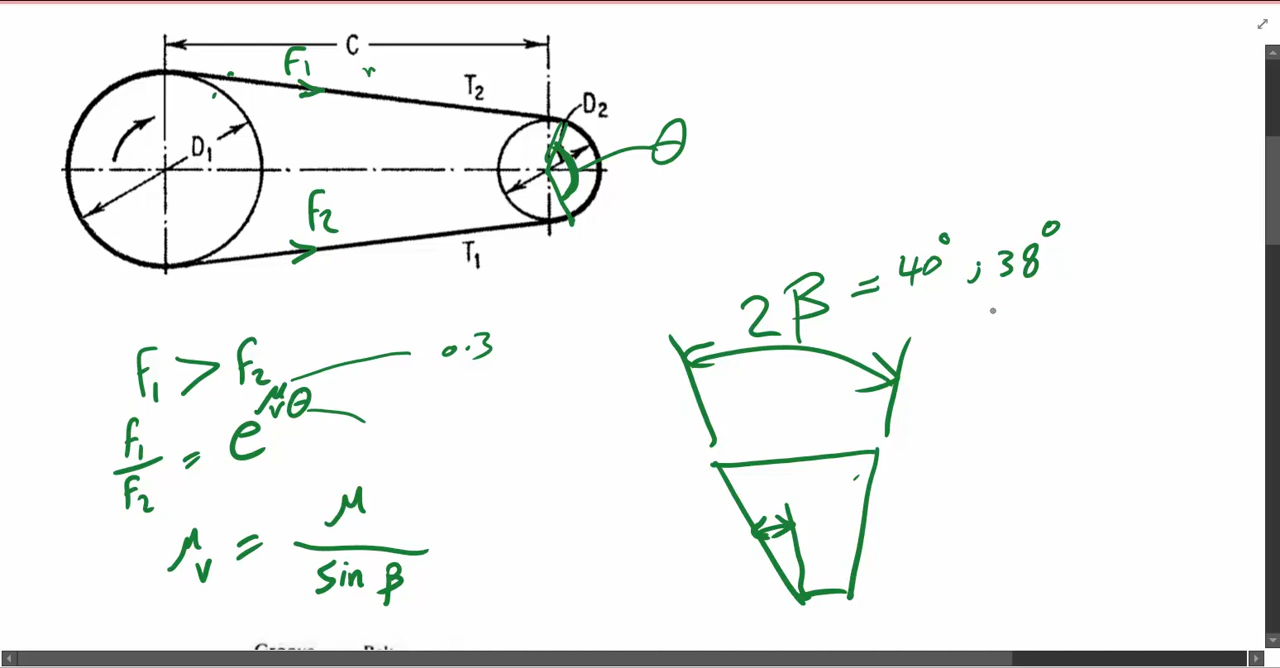 C
F₁
r
T₂
D₂
D₁
θ
F₂
T₁
2β = 40° ; 38°
F₁ > F₂
0.3
f₁/F₂ = e^μᵥθ
μᵥ = μ / sin β